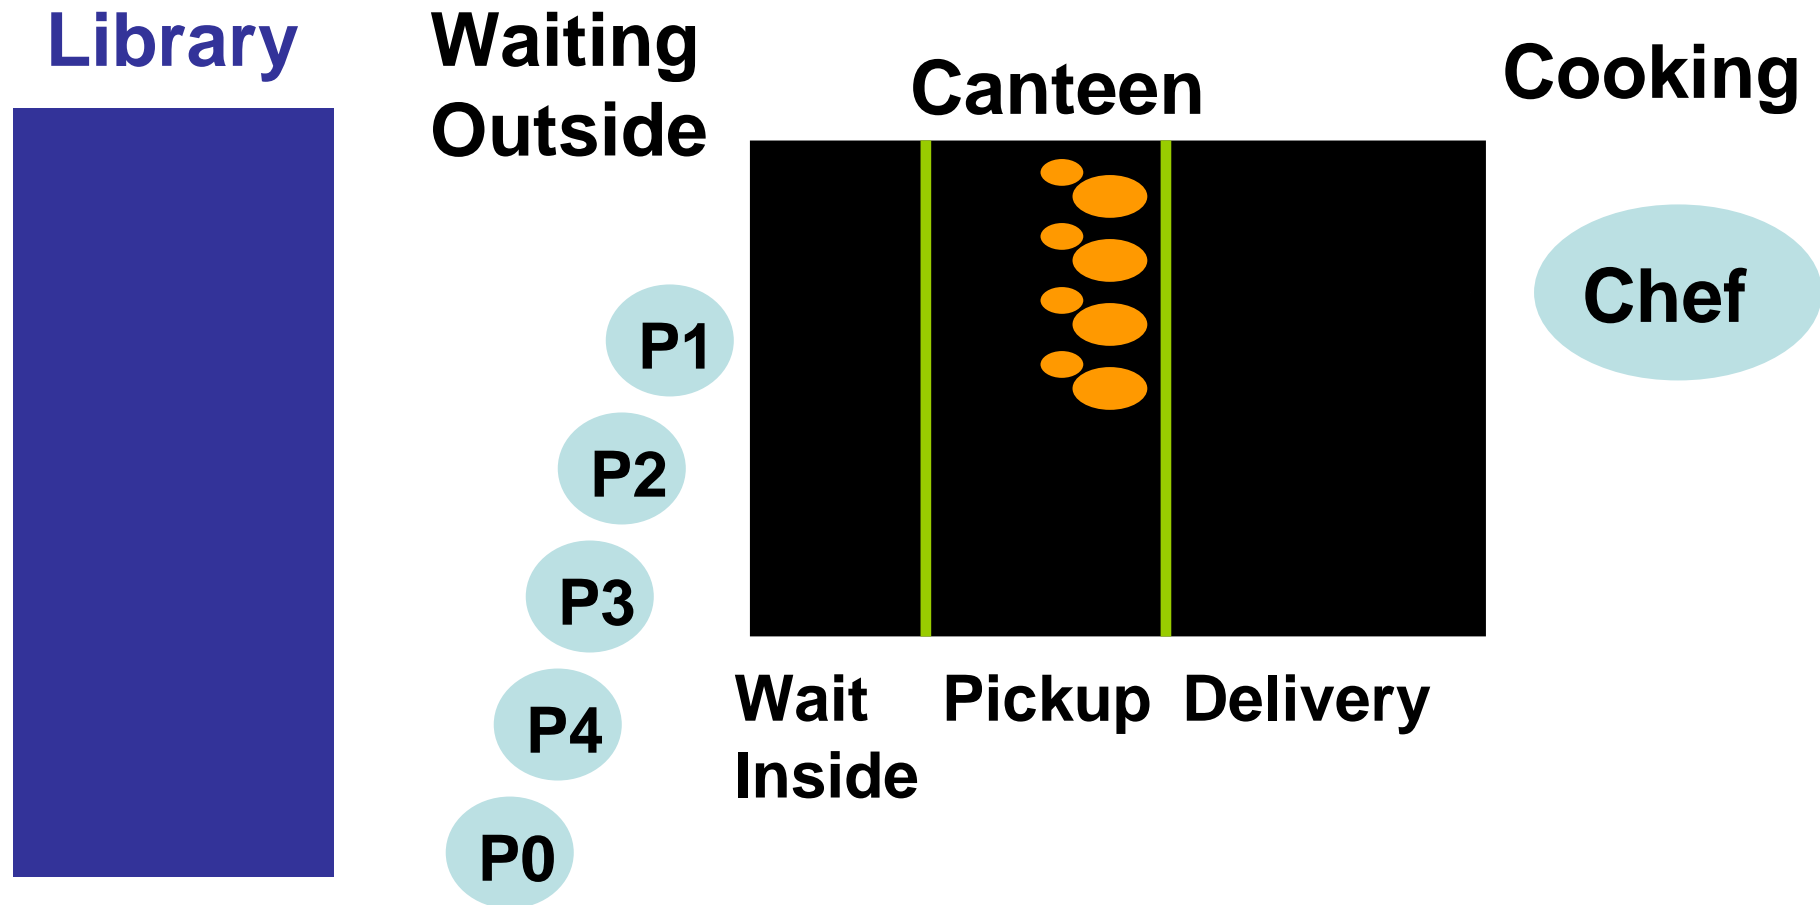 Library
Waiting
Outside
Canteen
Cooking
Chef
P1
P2
P3
P4
P0
Wait
Inside
Pickup
Delivery